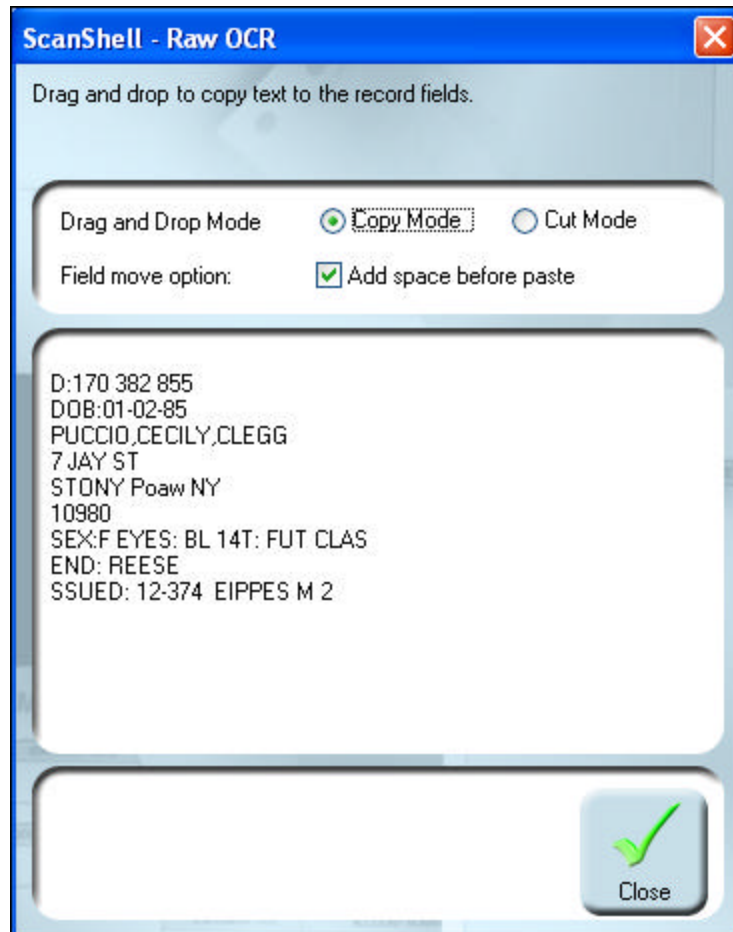 ScanShell - Raw OCR
Drag and drop to copy text to the record fields.
Drag and Drop Mode Copy Mode Cut Mode
Field move option: Add space before paste
D:170 382 855
DOB:01-02-85
PUCCIO,CECILY,CLEGG
7 JAY ST
STONY Poaw NY
10980
SEX:F EYES: BL 14T: FUT CLAS
END: REESE
SSUED: 12-374 EIPPES M 2
Close